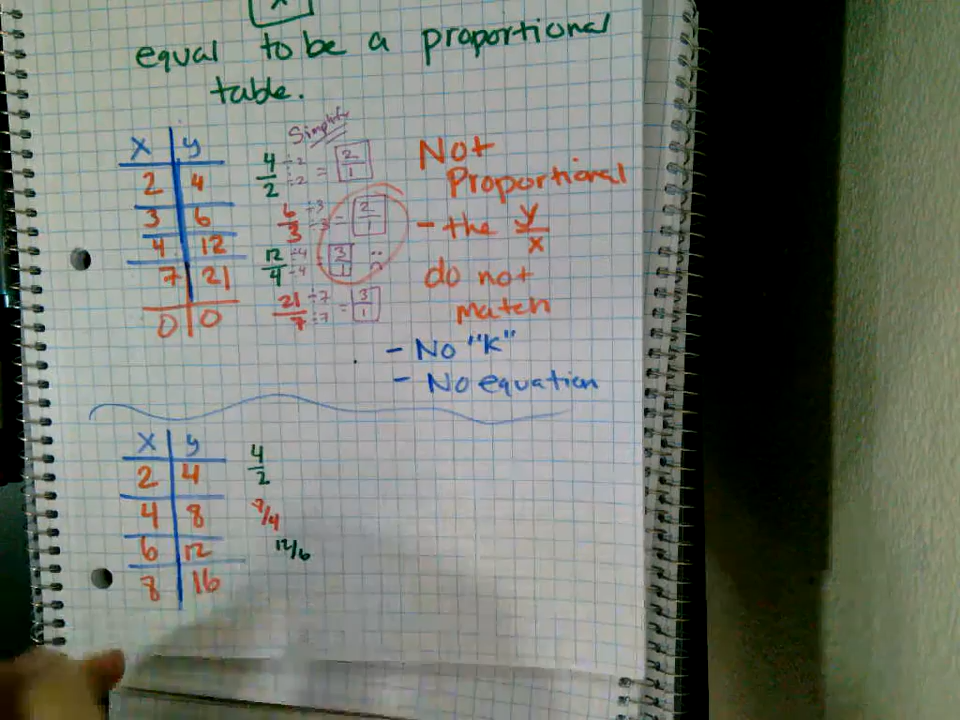 x
equal to be a proportional
table.
Simplify
x y
2 4
3 6
4 12
7 21
0 0
4/2 ÷2/÷2 = 2/1
6/3 ÷3/÷3 = 2/1
12/4 ÷4/÷4 = 3/1
21/7 ÷7/÷7 = 3/1
Not
Proportional
- the y/x
do not
match
- No "K"
- No equation
x y
2 4
4 8
6 12
8 16
4/2
8/4
12/6